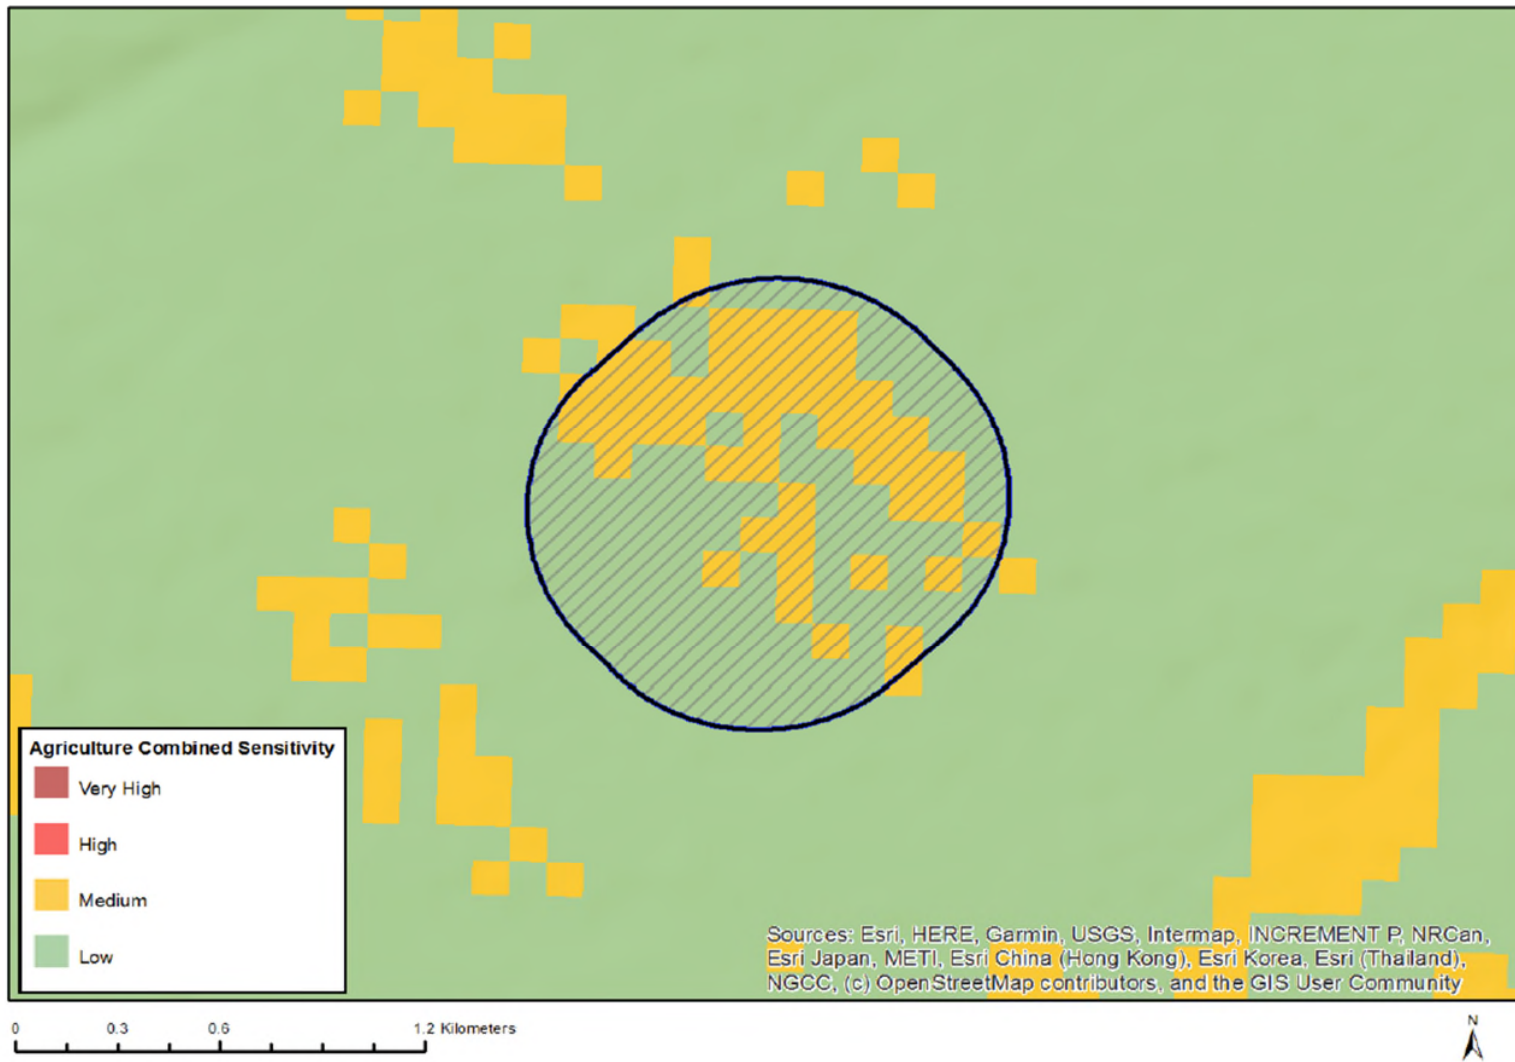 Agriculture Combined Sensitivity
Very High
High
Medium
Low
Sources: Esri, HERE, Garmin, USGS, Intermap, INCREMENT P, NRCan,
Esri Japan, METI, Esri China (Hong Kong), Esri Korea, Esri (Thailand),
NGCC, (c) OpenStreetMap contributors, and the GIS User Community
0 0.3 0.6 1.2 Kilometers
N